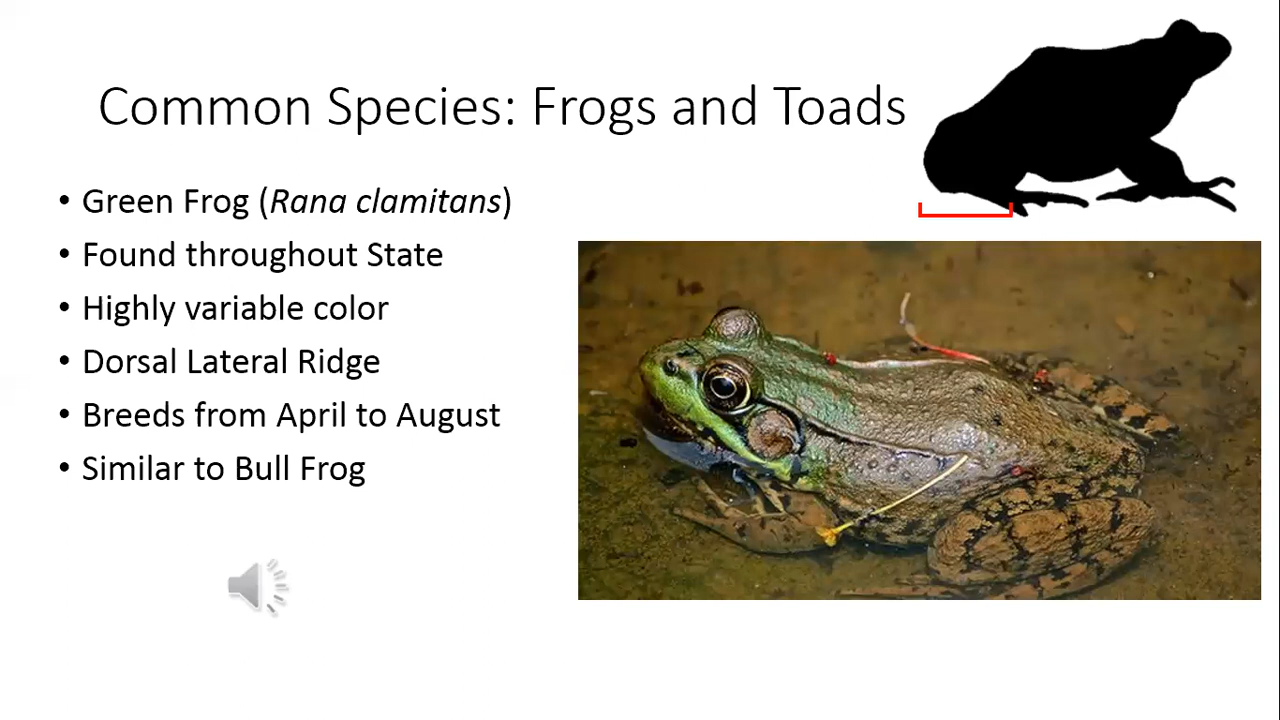 Common Species: Frogs and Toads
• Green Frog (Rana clamitans)
• Found throughout State
• Highly variable color
• Dorsal Lateral Ridge
• Breeds from April to August
• Similar to Bull Frog